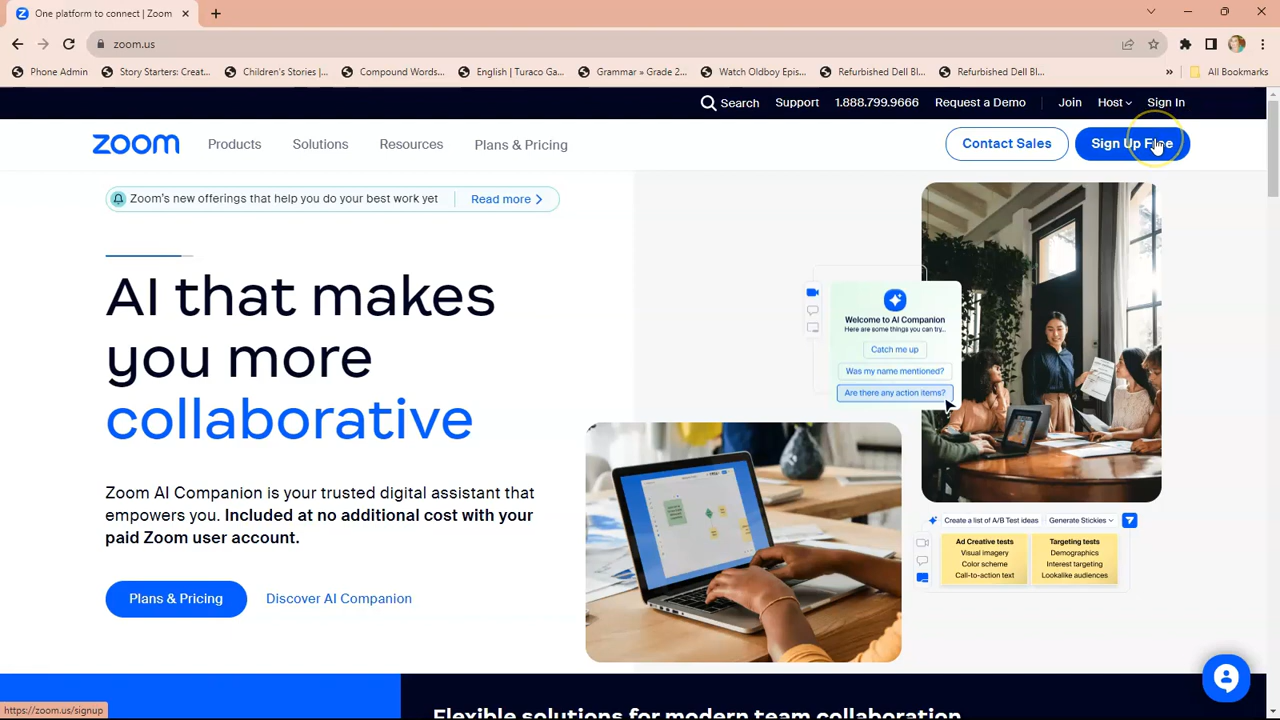 One platform to connect | Zoom
zoom.us
Phone Admin
Story Starters: Creat...
Children's Stories |...
Compound Words...
English | Turaco Ga...
Grammar » Grade 2...
Watch Oldboy Epis...
Refurbished Dell Bl...
Refurbished Dell Bl...
»
All Bookmarks
Search
Support
1.888.799.9666
Request a Demo
Join
Host
Sign In
zoom
Products
Solutions
Resources
Plans & Pricing
Contact Sales
Sign Up Free
Zoom's new offerings that help you do your best work yet
Read more
AI that makes
you more
collaborative
Zoom AI Companion is your trusted digital assistant that
empowers you. Included at no additional cost with your
paid Zoom user account.
Plans & Pricing
Discover AI Companion
Welcome to AI Companion
Here are some things you can try...
Catch me up
Was my name mentioned?
Are there any action items?
Create a list of A/B Test ideas
Generate Stickies
Ad Creative tests
Visual imagery
Color scheme
Call-to-action text
Targeting tests
Demographics
Interest targeting
Lookalike audiences
Flexible solutions for modern team collaboration
https://zoom.us/signup